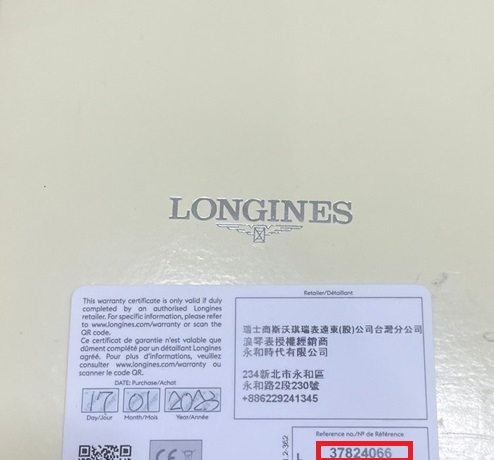 LONGINES
This warranty certificate is only valid if duly
completed by an authorised Longines
retailer. For specific information, please refer
to www.longines.com/warranty or scan the
QR code.
Ce certificat de garantie n'est valable que
dûment complété par un détaillant Longines
agréé. Pour plus d'informations, veuillez
consulter www.longines.com/warranty ou
scanner le code QR.
DATE: Purchase/Achat
17 01 2023
Day/Jour Month/Mois Year/Année
CE
Retailer/Détaillant
瑞士商斯沃琪瑞表遠東(股)公司台灣分公司
浪琴表授權經銷商
永和時代有限公司
234新北市永和區
永和路2段230號
+886229241345
Reference no./Nº de Référence
37824066